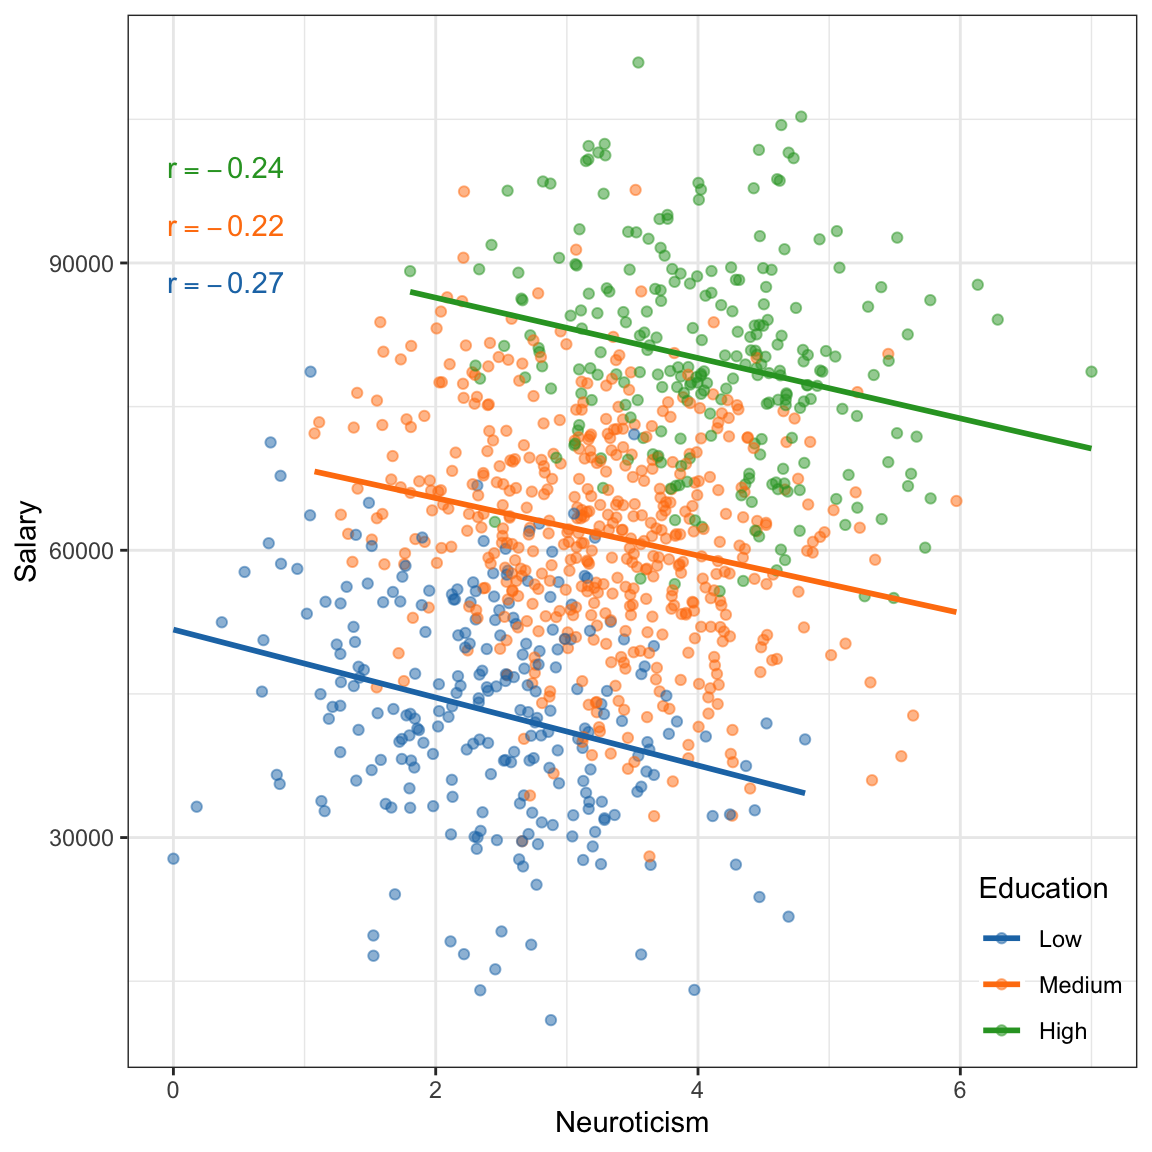 r = − 0.24
r = − 0.22
r = − 0.27
90000
60000
30000
Salary
0 2 4 6
Neuroticism
Education
Low
Medium
High